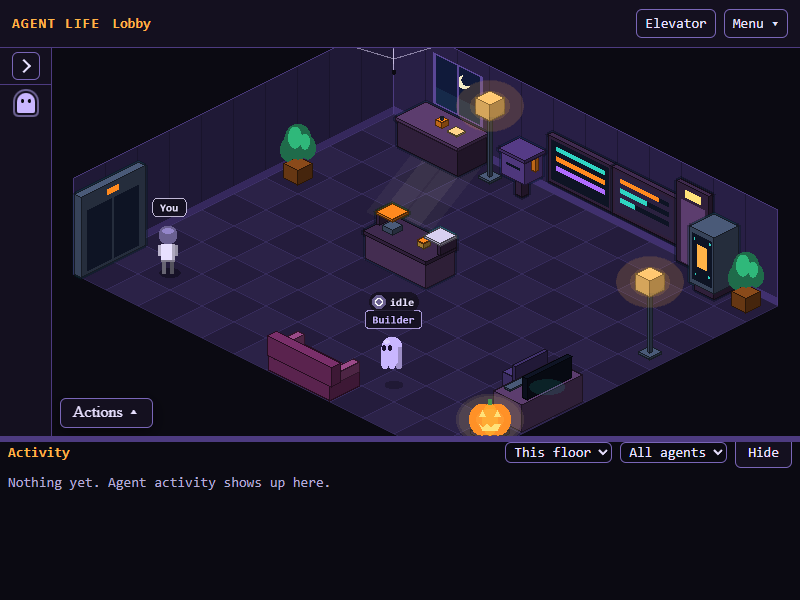 AGENT LIFE Lobby
Elevator
Menu ▾
You
idle
Builder
Actions ▴
Activity
This floor
All agents
Hide
Nothing yet. Agent activity shows up here.